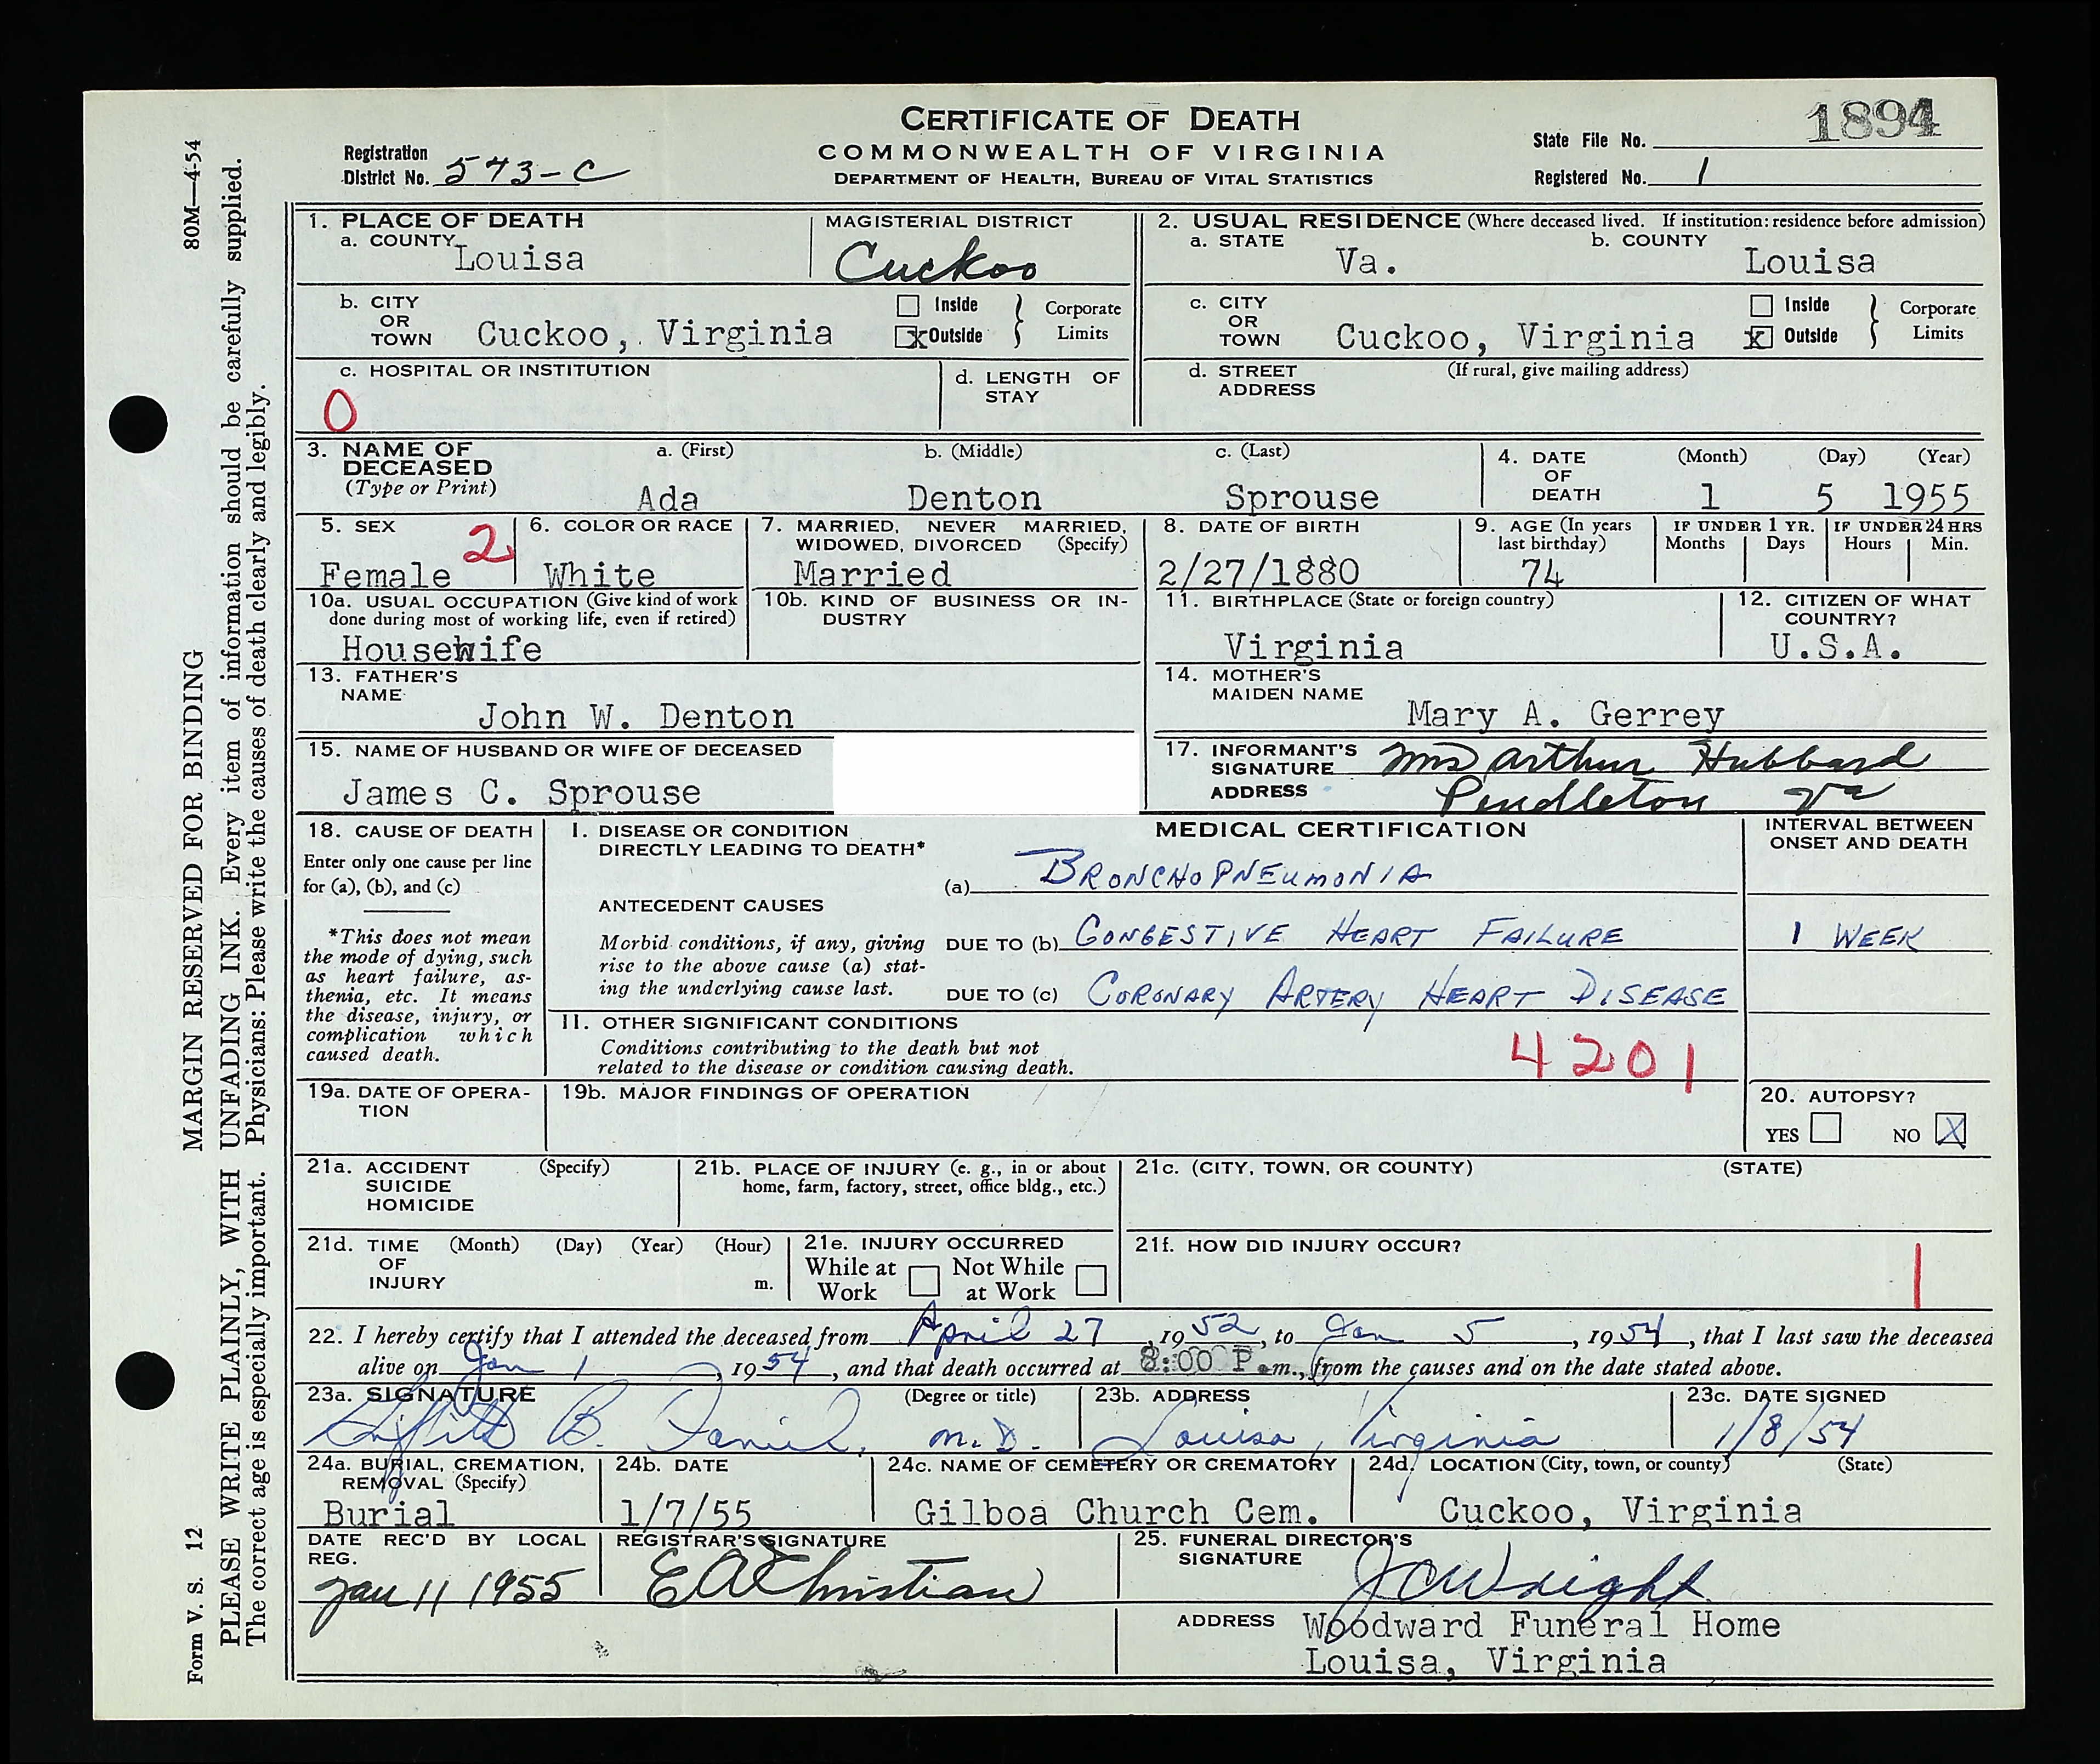 CERTIFICATE OF DEATH
COMMONWEALTH OF VIRGINIA
DEPARTMENT OF HEALTH, BUREAU OF VITAL STATISTICS
Registration District No. 573-C
State File No. 1894
Registered No. 1
80M—4-54
MARGIN RESERVED FOR BINDING
PLEASE WRITE PLAINLY, WITH UNFADING INK. Every item of information should be carefully supplied.
The correct age is especially important. Physicians: Please write the causes of death clearly and legibly.
Form V. S. 12
1. PLACE OF DEATH
a. COUNTY Louisa
MAGISTERIAL DISTRICT Cuckoo
2. USUAL RESIDENCE (Where deceased lived. If institution: residence before admission)
a. STATE Va.
b. COUNTY Louisa
b. CITY OR TOWN Cuckoo, Virginia
Inside
x Outside
Corporate Limits
c. CITY OR TOWN Cuckoo, Virginia
Inside
x Outside
Corporate Limits
c. HOSPITAL OR INSTITUTION
0
d. LENGTH OF STAY
d. STREET ADDRESS
(If rural, give mailing address)
3. NAME OF DECEASED (Type or Print)
a. (First) Ada
b. (Middle) Denton
c. (Last) Sprouse
4. DATE OF DEATH
(Month) (Day) (Year)
1 5 1955
5. SEX Female 2
6. COLOR OR RACE White
7. MARRIED, NEVER MARRIED, WIDOWED, DIVORCED (Specify) Married
8. DATE OF BIRTH 2/27/1880
9. AGE (In years last birthday) 74
IF UNDER 1 YR. Months Days
IF UNDER 24 HRS Hours Min.
10a. USUAL OCCUPATION (Give kind of work done during most of working life, even if retired)
Housewife
10b. KIND OF BUSINESS OR INDUSTRY
11. BIRTHPLACE (State or foreign country) Virginia
12. CITIZEN OF WHAT COUNTRY? U.S.A.
13. FATHER'S NAME John W. Denton
14. MOTHER'S MAIDEN NAME Mary A. Gerrey
15. NAME OF HUSBAND OR WIFE OF DECEASED
James C. Sprouse
17. INFORMANT'S SIGNATURE Mrs Arthur Hubbard
ADDRESS Pendleton Va
18. CAUSE OF DEATH
Enter only one cause per line for (a), (b), and (c)
*This does not mean the mode of dying, such as heart failure, asthenia, etc. It means the disease, injury, or complication which caused death.
MEDICAL CERTIFICATION
INTERVAL BETWEEN ONSET AND DEATH
I. DISEASE OR CONDITION DIRECTLY LEADING TO DEATH*
(a) BRONCHOPNEUMONIA
ANTECEDENT CAUSES
Morbid conditions, if any, giving rise to the above cause (a) stating the underlying cause last.
DUE TO (b) CONGESTIVE HEART FAILURE
1 WEEK
DUE TO (c) CORONARY ARTERY HEART DISEASE
II. OTHER SIGNIFICANT CONDITIONS
Conditions contributing to the death but not related to the disease or condition causing death.
4201
19a. DATE OF OPERATION
19b. MAJOR FINDINGS OF OPERATION
20. AUTOPSY?
YES NO X
21a. ACCIDENT SUICIDE HOMICIDE (Specify)
21b. PLACE OF INJURY (e. g., in or about home, farm, factory, street, office bldg., etc.)
21c. (CITY, TOWN, OR COUNTY) (STATE)
21d. TIME OF INJURY (Month) (Day) (Year) (Hour) m.
21e. INJURY OCCURRED
While at Work Not While at Work
21f. HOW DID INJURY OCCUR?
1
22. I hereby certify that I attended the deceased from April 27, 1952, to Jan 5, 1954, that I last saw the deceased
alive on Jan 1, 1954, and that death occurred at 8:00 P.m., from the causes and on the date stated above.
23a. SIGNATURE (Degree or title)
Griffith B. Daniel, M.D.
23b. ADDRESS Louisa, Virginia
23c. DATE SIGNED 1/8/54
24a. BURIAL, CREMATION, REMOVAL (Specify) Burial
24b. DATE 1/7/55
24c. NAME OF CEMETERY OR CREMATORY Gilboa Church Cem.
24d. LOCATION (City, town, or county) (State)
Cuckoo, Virginia
DATE REC'D BY LOCAL REG. Jan 11 1955
REGISTRAR'S SIGNATURE EA Christian
25. FUNERAL DIRECTOR'S SIGNATURE JCWright
ADDRESS Woodward Funeral Home
Louisa, Virginia